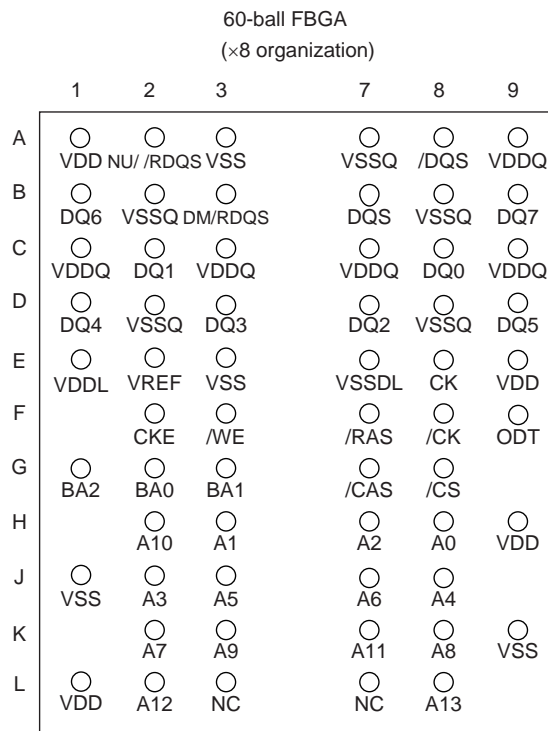 60-ball FBGA
(×8 organization)
1 2 3 7 8 9
A
VDD NU/ /RDQS VSS VSSQ /DQS VDDQ
B
DQ6 VSSQ DM/RDQS DQS VSSQ DQ7
C
VDDQ DQ1 VDDQ VDDQ DQ0 VDDQ
D
DQ4 VSSQ DQ3 DQ2 VSSQ DQ5
E
VDDL VREF VSS VSSDL CK VDD
F
CKE /WE /RAS /CK ODT
G
BA2 BA0 BA1 /CAS /CS
H
A10 A1 A2 A0 VDD
J
VSS A3 A5 A6 A4
K
A7 A9 A11 A8 VSS
L
VDD A12 NC NC A13